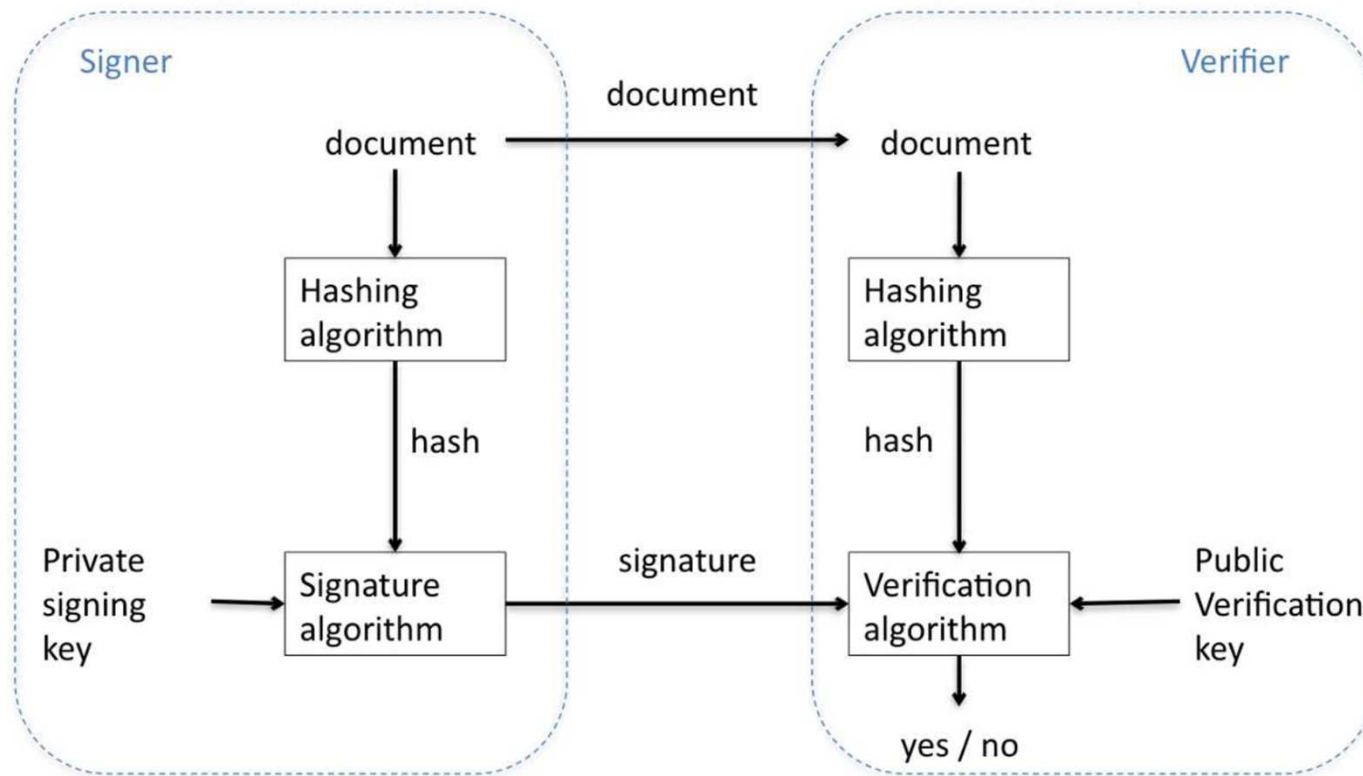 Signer
Verifier
document
document
document
Hashing
algorithm
Hashing
algorithm
hash
hash
Private
signing
key
Signature
algorithm
signature
Verification
algorithm
Public
Verification
key
yes / no